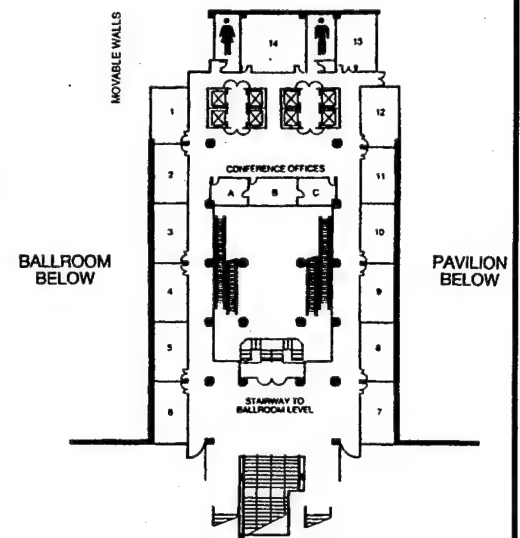 MOVABLE WALLS
14
13
1
12
CONFERENCE OFFICES
2
11
A
B
C
3
10
BALLROOM
BELOW
PAVILION
BELOW
4
9
5
8
STAIRWAY TO
BALLROOM LEVEL
6
7